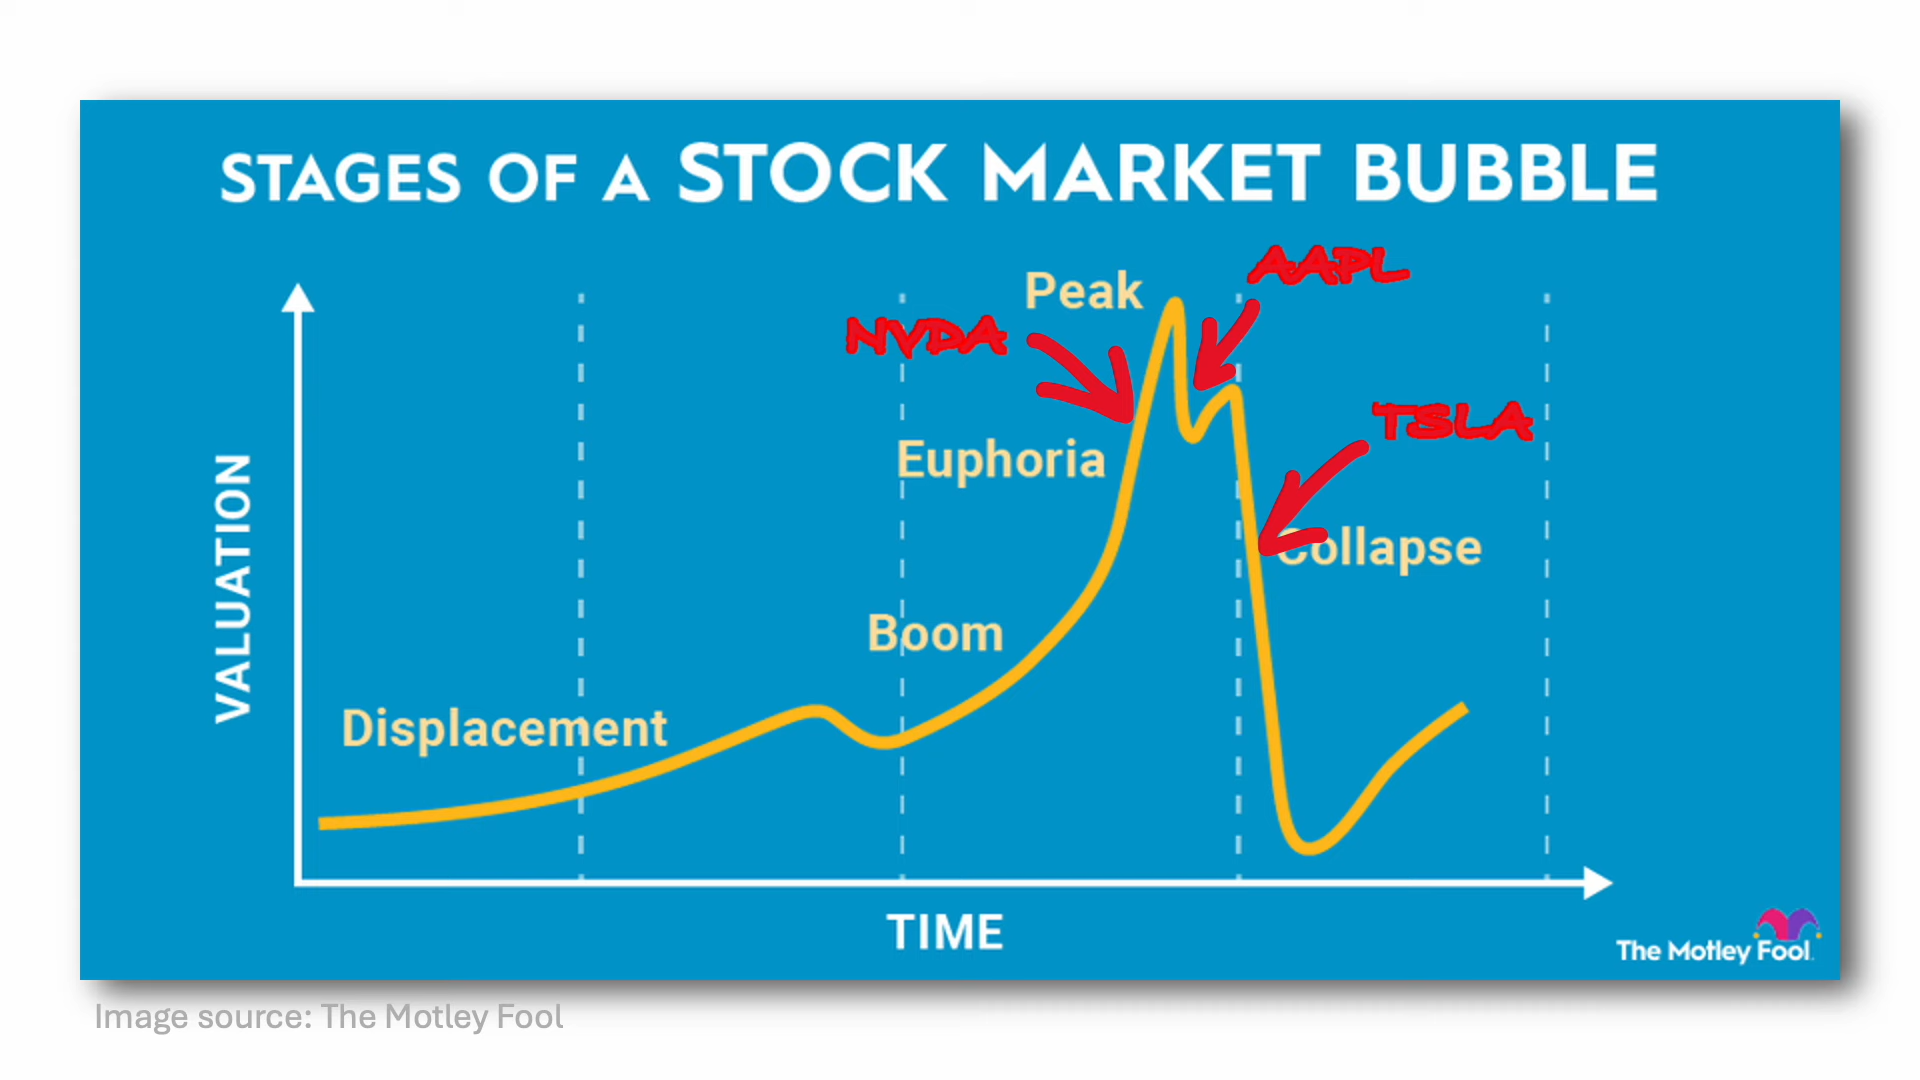 STAGES OF A STOCK MARKET BUBBLE
AAPL
Peak
NVDA
TSLA
Euphoria
Collapse
Boom
Displacement
VALUATION
TIME
The Motley Fool
Image source: The Motley Fool